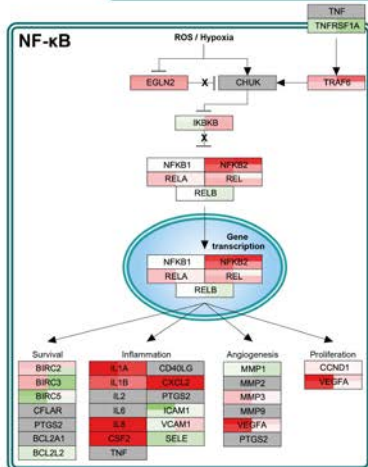 TNF
TNFRSF1A
NF-κB
ROS / Hypoxia
EGLN2 X CHUK TRAF6
IKBKB
X
NFKB1 NFKB2
RELA REL
RELB
Gene
transcription
NFKB1 NFKB2
RELA REL
RELB
Survival
BIRC2
BIRC3
BIRC5
CFLAR
PTGS2
BCL2A1
BCL2L2
Inflammation
IL1A CD40LG
IL1B CXCL2
IL2 PTGS2
IL6 ICAM1
IL8 VCAM1
CSF2 SELE
TNF
Angiogenesis
MMP1
MMP2
MMP3
MMP9
VEGFA
PTGS2
Proliferation
CCND1
VEGFA